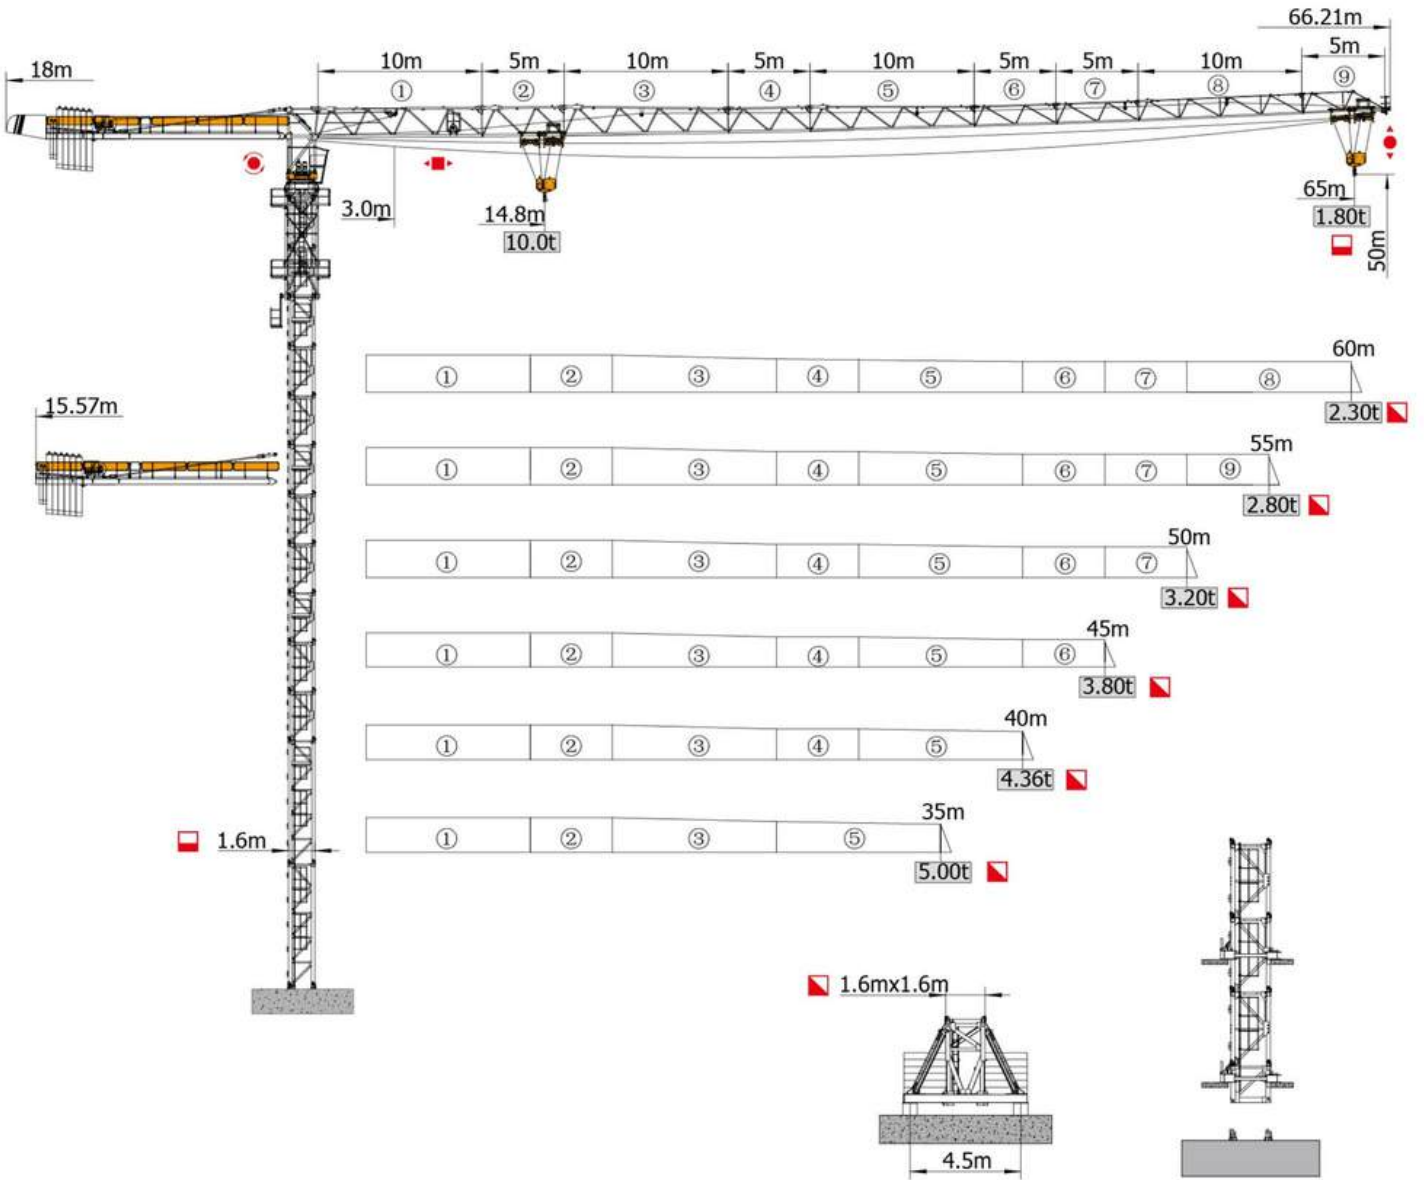 66.21m
18m 10m 5m 10m 5m 10m 5m 5m 10m 5m
① ② ③ ④ ⑤ ⑥ ⑦ ⑧ ⑨
3.0m 14.8m 65m
10.0t 1.80t
50m
60m
① ② ③ ④ ⑤ ⑥ ⑦ ⑧
2.30t
15.57m
55m
① ② ③ ④ ⑤ ⑥ ⑦ ⑨
2.80t
50m
① ② ③ ④ ⑤ ⑥ ⑦
3.20t
45m
① ② ③ ④ ⑤ ⑥
3.80t
40m
① ② ③ ④ ⑤
4.36t
35m
1.6m ① ② ③ ⑤
5.00t
1.6mx1.6m
4.5m